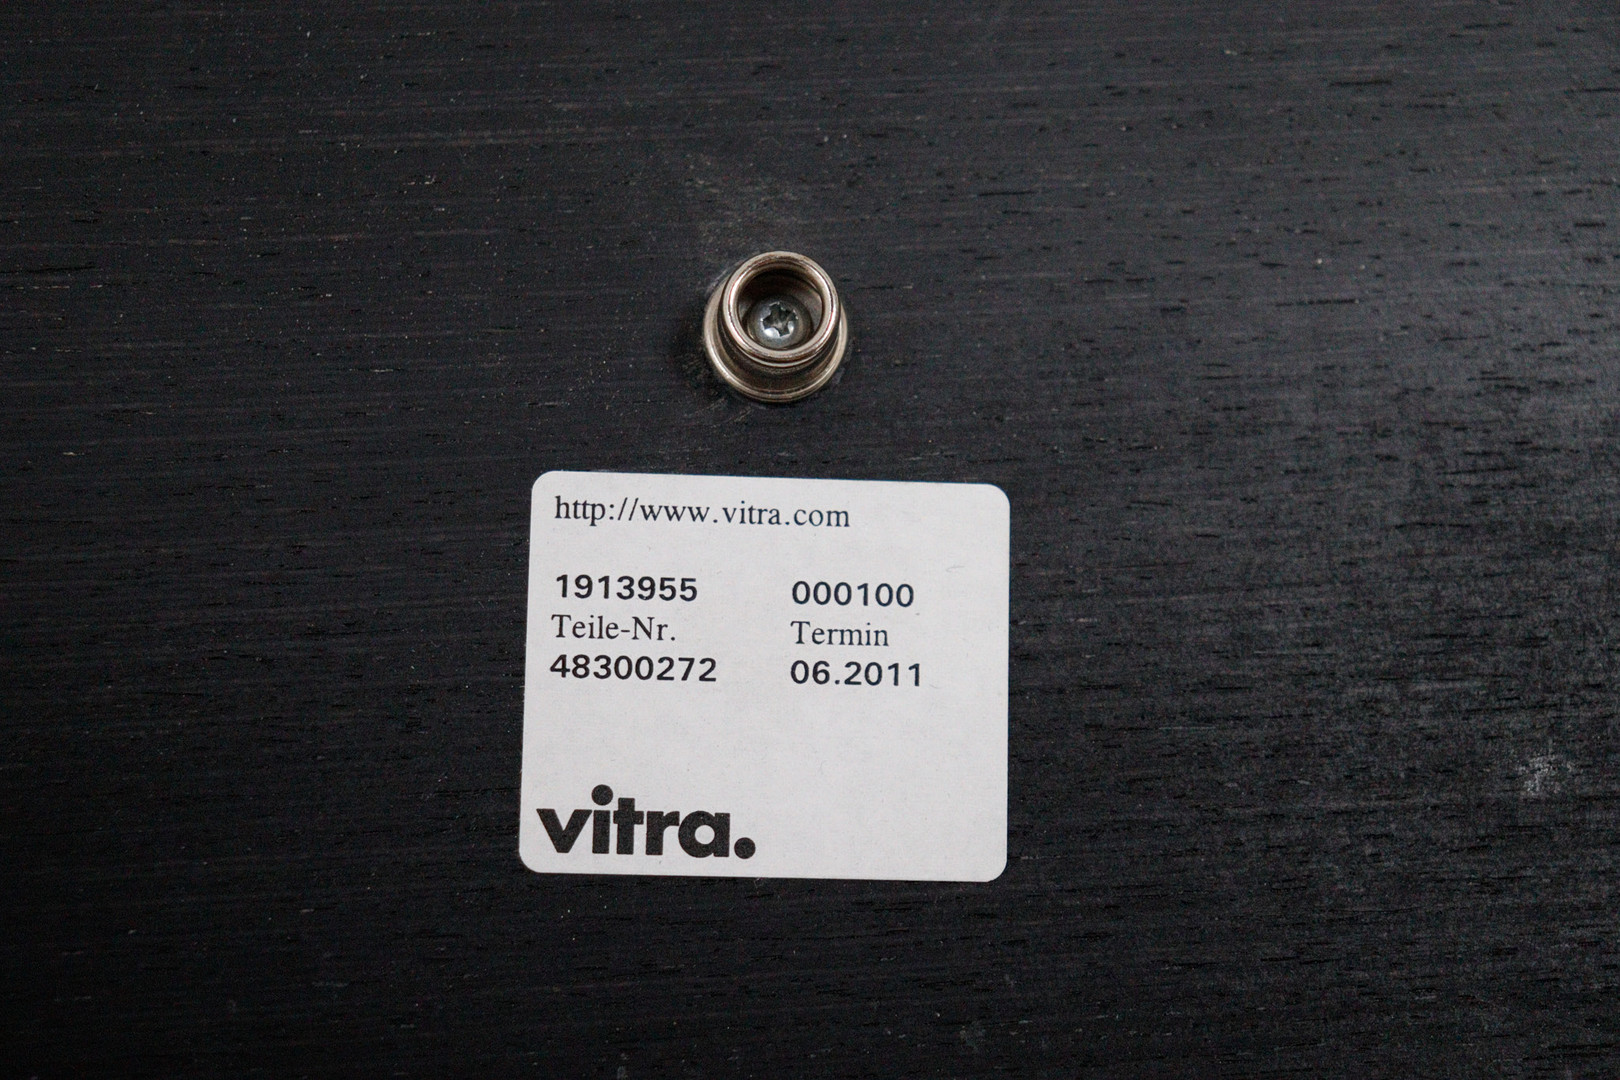 http://www.vitra.com
1913955 000100
Teile-Nr. Termin
48300272 06.2011
vitra.